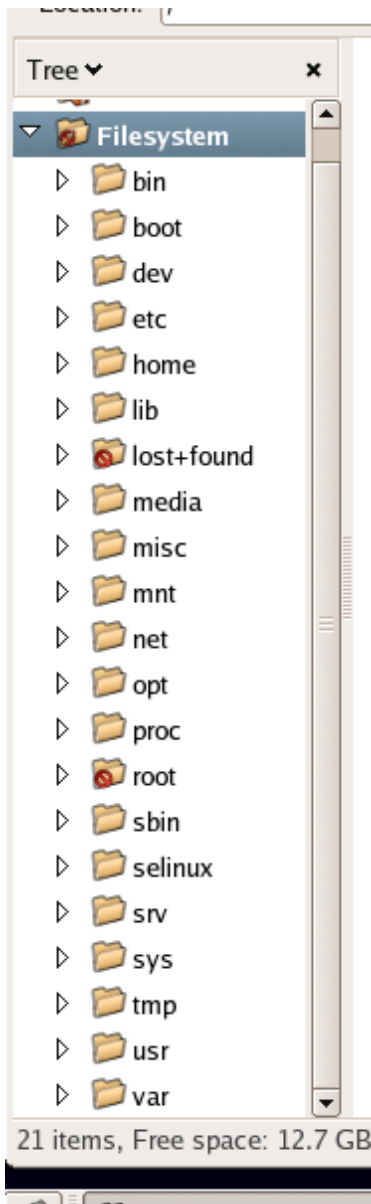 Location: /
Tree
Filesystem
bin
boot
dev
etc
home
lib
lost+found
media
misc
mnt
net
opt
proc
root
sbin
selinux
srv
sys
tmp
usr
var
21 items, Free space: 12.7 GB